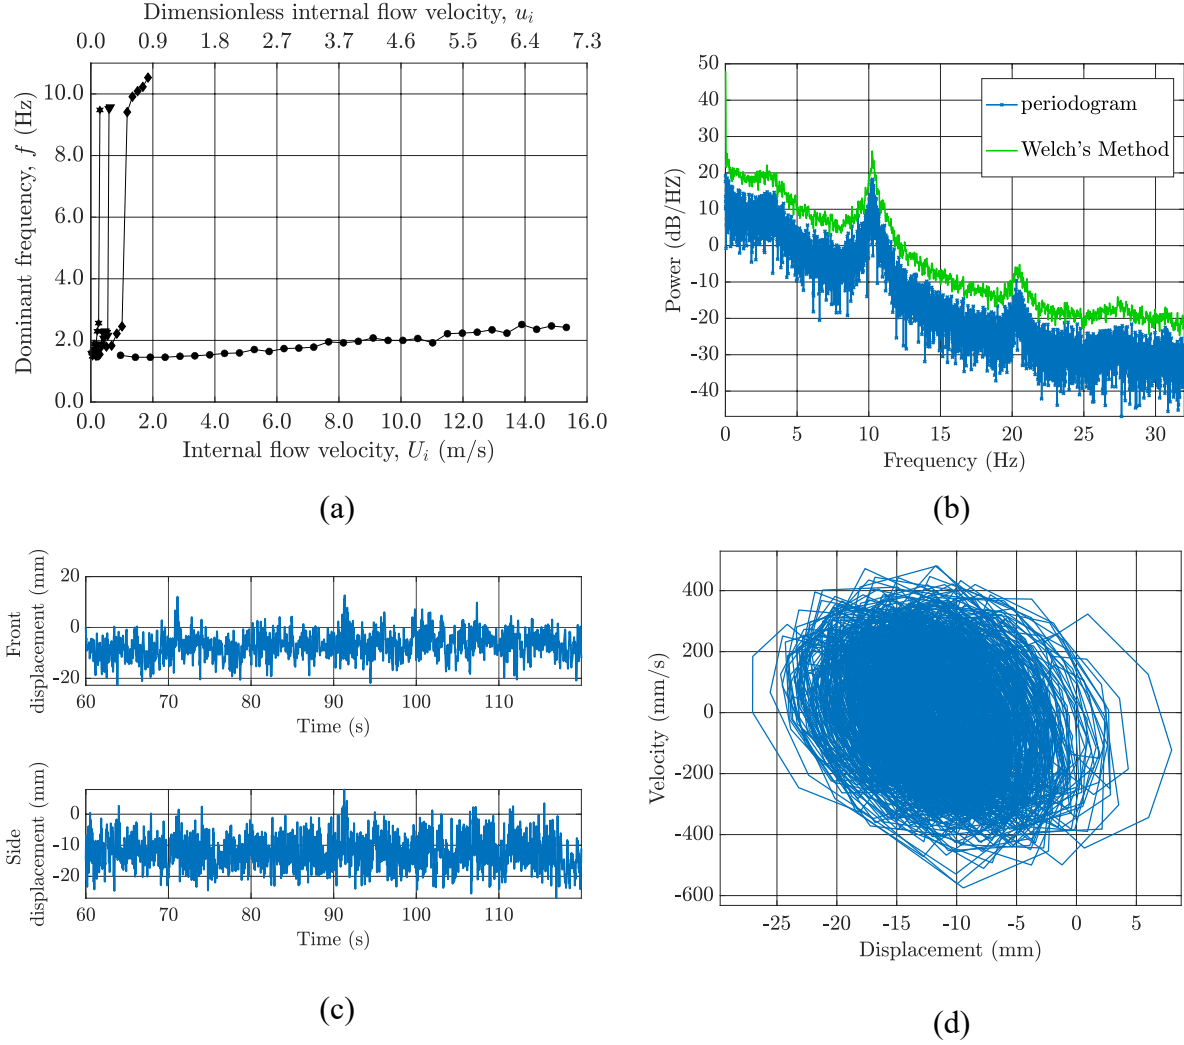 Dimensionless internal flow velocity, u_i
0.0 0.9 1.8 2.7 3.7 4.6 5.5 6.4 7.3
Dominant frequency, f (Hz)
10.0
8.0
6.0
4.0
2.0
0.0
0.0 2.0 4.0 6.0 8.0 10.0 12.0 14.0 16.0
Internal flow velocity, U_i (m/s)
(a)
Power (dB/HZ)
50
40
30
20
10
0
-10
-20
-30
-40
periodogram
Welch's Method
0 5 10 15 20 25 30
Frequency (Hz)
(b)
Front
displacement (mm)
20
0
-20
60 70 80 90 100 110
Time (s)
Side
displacement (mm)
0
-10
-20
60 70 80 90 100 110
Time (s)
(c)
Velocity (mm/s)
400
200
0
-200
-400
-600
-25 -20 -15 -10 -5 0 5
Displacement (mm)
(d)